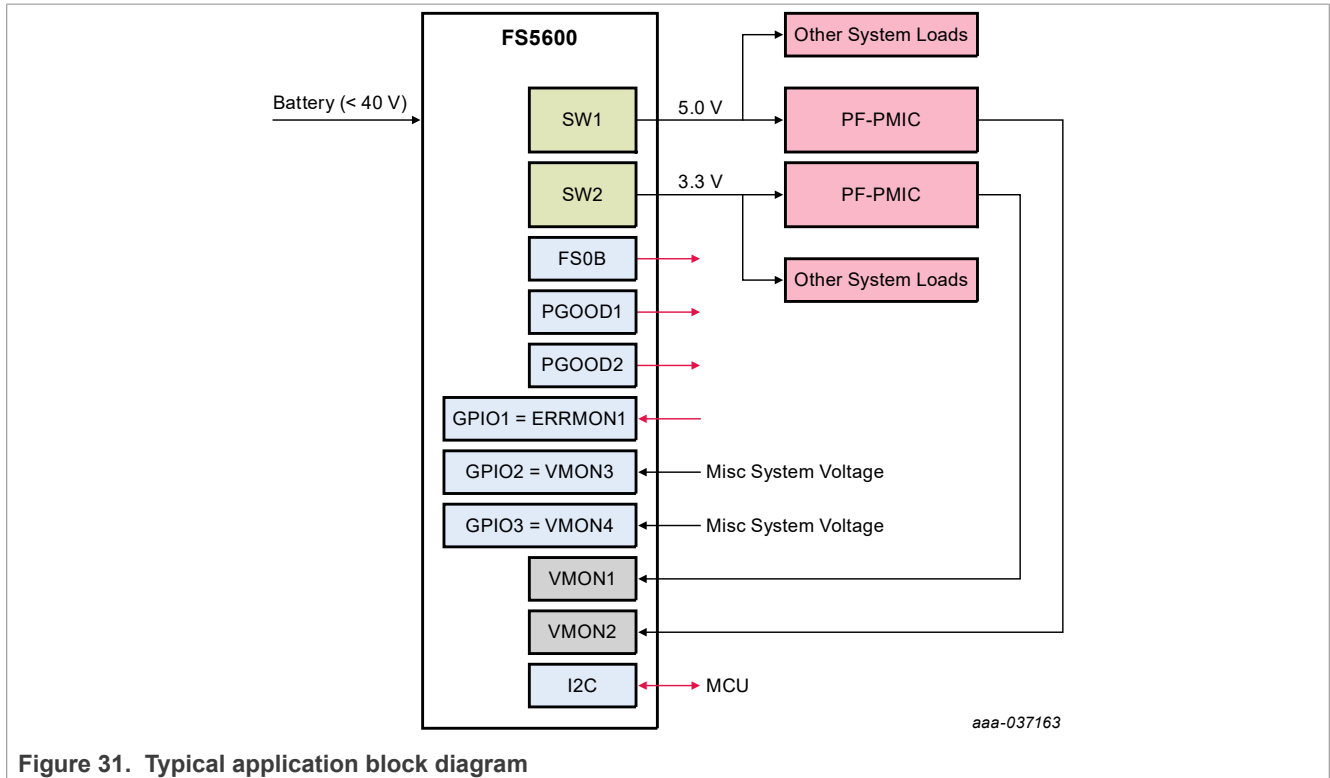 FS5600
Other System Loads
Battery (< 40 V)
SW1
5.0 V
PF-PMIC
SW2
3.3 V
PF-PMIC
FS0B
Other System Loads
PGOOD1
PGOOD2
GPIO1 = ERRMON1
GPIO2 = VMON3
Misc System Voltage
GPIO3 = VMON4
Misc System Voltage
VMON1
VMON2
I2C
MCU
aaa-037163
Figure 31. Typical application block diagram